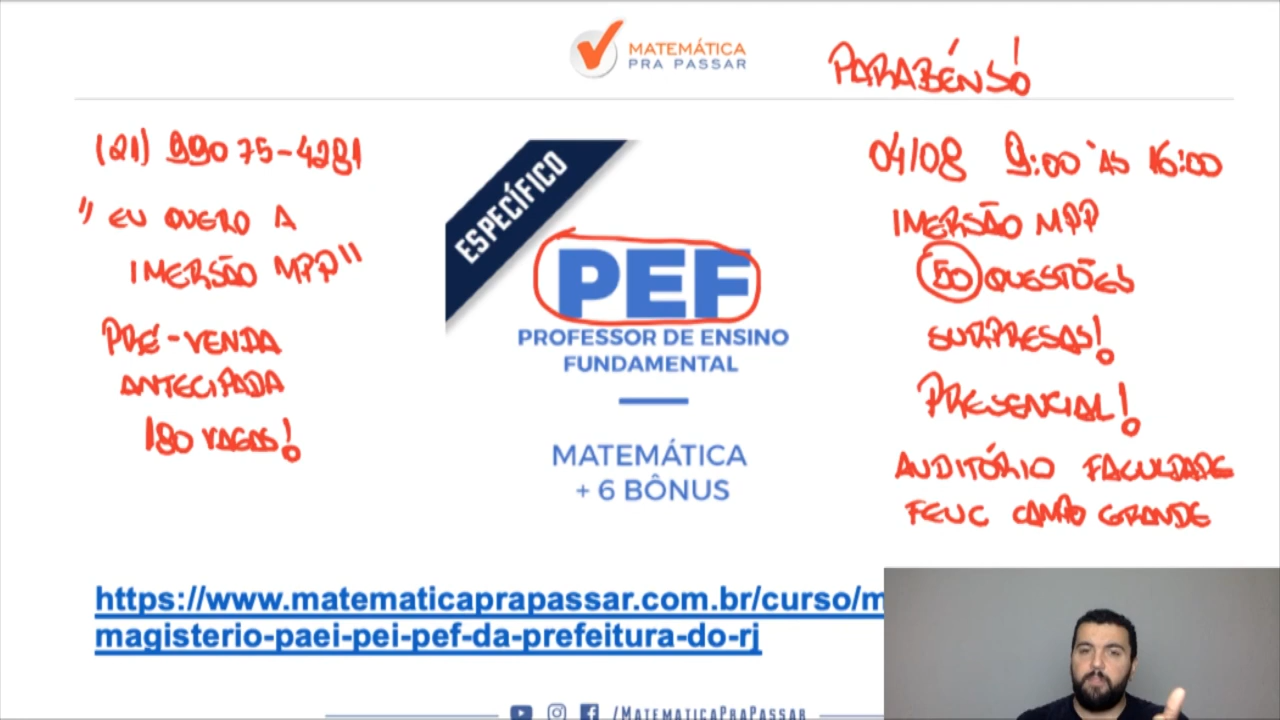 MATEMÁTICA
PRA PASSAR
PARABÉNS!
(21) 99075-4281
"EU QUERO A
IMERSÃO MPP"
PRÉ-VENDA
ANTECIPADA
180 VAGAS!
ESPECÍFICO
PEF
PROFESSOR DE ENSINO
FUNDAMENTAL
MATEMÁTICA
+ 6 BÔNUS
04/08 9:00 ÀS 16:00
IMERSÃO MPP
50 QUESTÕES
SURPRESAS!
PRESENCIAL!
AUDITÓRIO FACULDADE
FEUC CAMPO GRANDE
https://www.matematicaprapassar.com.br/curso/m
magisterio-paei-pei-pef-da-prefeitura-do-rj
/MATEMATICAPRAPASSAR